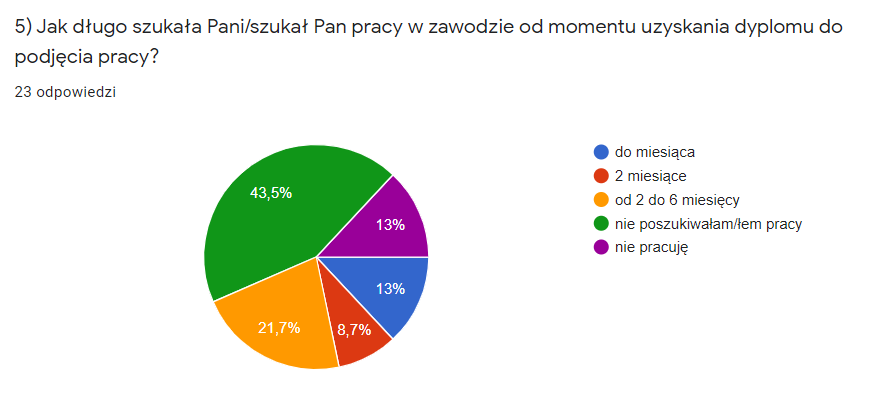 5) Jak długo szukała Pani/szukał Pan pracy w zawodzie od momentu uzyskania dyplomu do
podjęcia pracy?
23 odpowiedzi
do miesiąca
2 miesiące
od 2 do 6 miesięcy
nie poszukiwałam/łem pracy
nie pracuję
43,5%
13%
13%
21,7%
8,7%